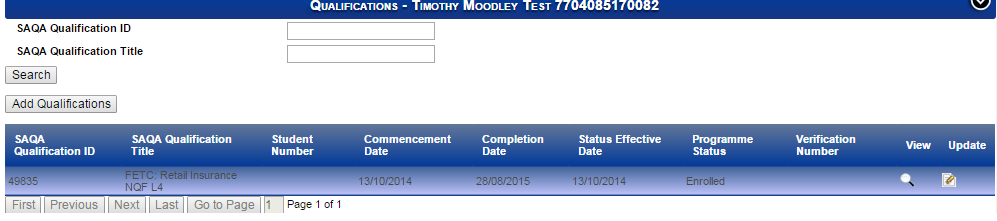 Qualifications - Timothy Moodley Test 7704085170082
SAQA Qualification ID
SAQA Qualification Title
Search
Add Qualifications
SAQA Qualification ID SAQA Qualification Title Student Number Commencement Date Completion Date Status Effective Date Programme Status Verification Number View Update
49835 FETC: Retail Insurance NQF L4 13/10/2014 28/08/2015 13/10/2014 Enrolled
First Previous Next Last Go to Page 1 Page 1 of 1